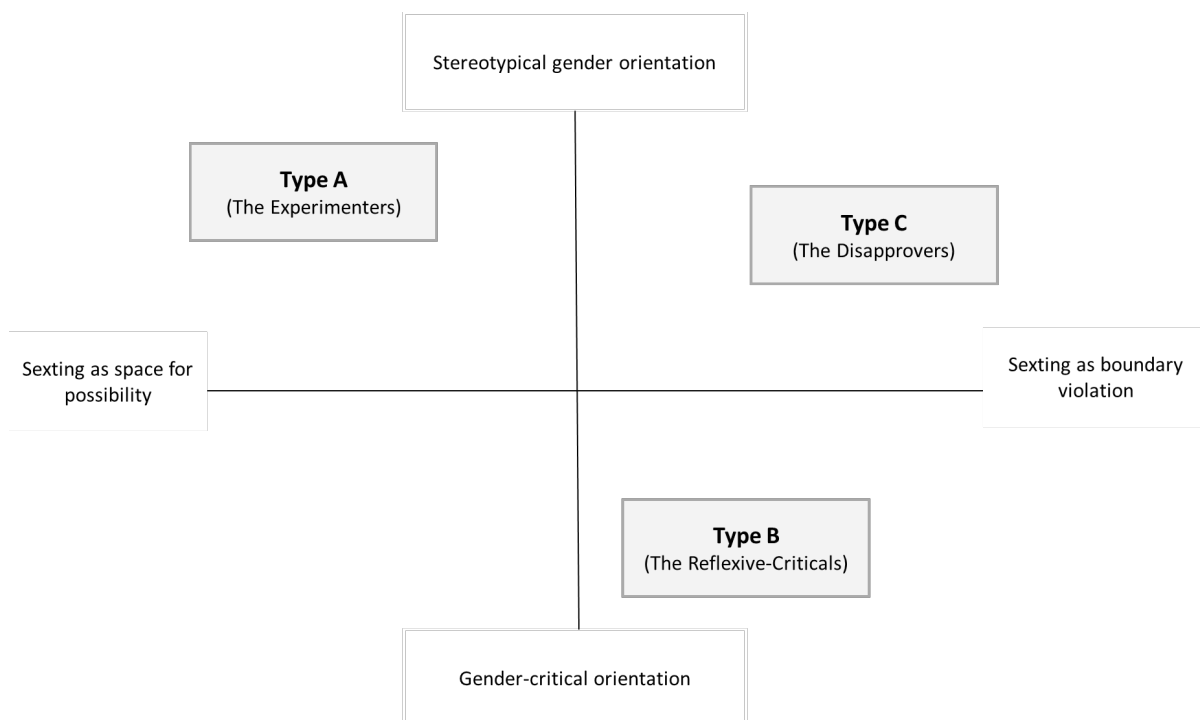 Stereotypical gender orientation
Type A
(The Experimenters)
Type C
(The Disapprovers)
Sexting as space for
possibility
Sexting as boundary
violation
Type B
(The Reflexive-Criticals)
Gender-critical orientation